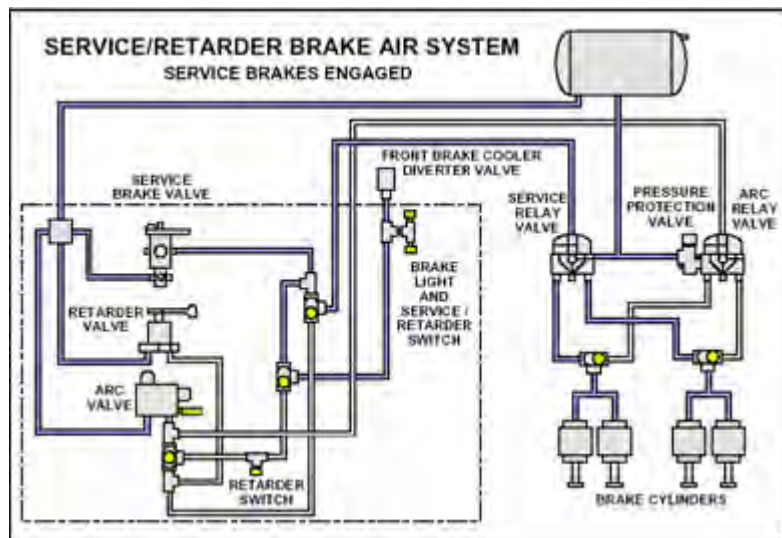 SERVICE/RETARDER BRAKE AIR SYSTEM
SERVICE BRAKES ENGAGED
FRONT BRAKE COOLER
DIVERTER VALVE
SERVICE
BRAKE VALVE
SERVICE
RELAY
VALVE
PRESSURE
PROTECTION
VALVE
ARC
RELAY
VALVE
BRAKE
LIGHT
AND
SERVICE /
RETARDER
SWITCH
RETARDER
VALVE
ARC
VALVE
RETARDER
SWITCH
BRAKE CYLINDERS